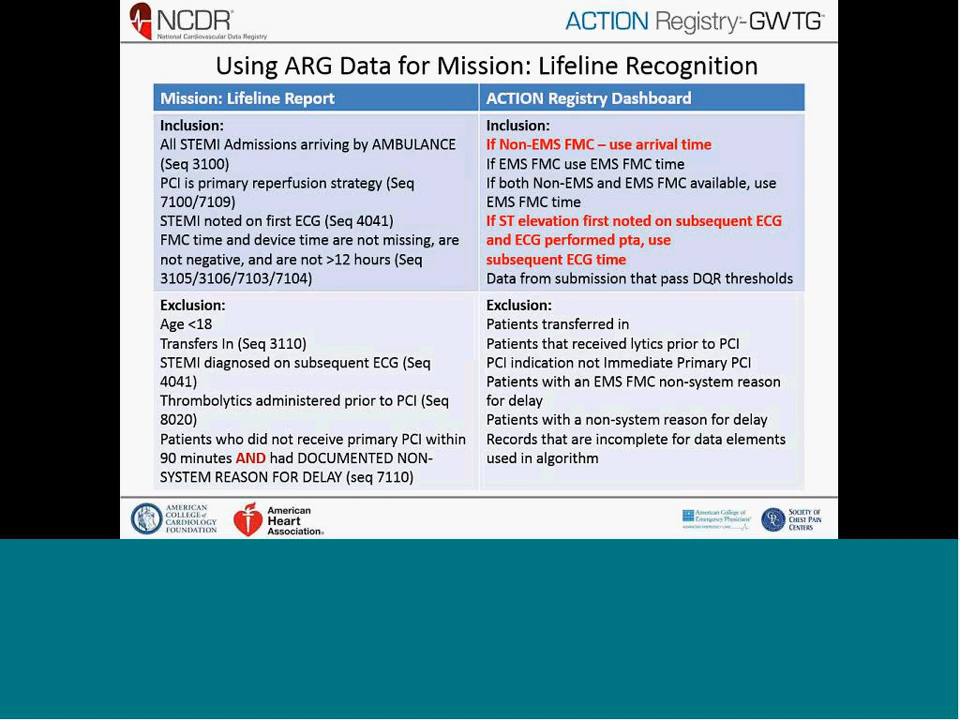 NCDR®
National Cardiovascular Data Registry
ACTION Registry-GWTG™
Using ARG Data for Mission: Lifeline Recognition
Mission: Lifeline Report
Inclusion:
All STEMI Admissions arriving by AMBULANCE
(Seq 3100)
PCI is primary reperfusion strategy (Seq
7100/7109)
STEMI noted on first ECG (Seq 4041)
FMC time and device time are not missing, are
not negative, and are not >12 hours (Seq
3105/3106/7103/7104)
Exclusion:
Age <18
Transfers In (Seq 3110)
STEMI diagnosed on subsequent ECG (Seq
4041)
Thrombolytics administered prior to PCI (Seq
8020)
Patients who did not receive primary PCI within
90 minutes AND had DOCUMENTED NON-
SYSTEM REASON FOR DELAY (seq 7110)
ACTION Registry Dashboard
Inclusion:
If Non-EMS FMC – use arrival time
If EMS FMC use EMS FMC time
If both Non-EMS and EMS FMC available, use
EMS FMC time
If ST elevation first noted on subsequent ECG
and ECG performed pta, use
subsequent ECG time
Data from submission that pass DQR thresholds
Exclusion:
Patients transferred in
Patients that received lytics prior to PCI
PCI indication not Immediate Primary PCI
Patients with an EMS FMC non-system reason
for delay
Patients with a non-system reason for delay
Records that are incomplete for data elements
used in algorithm
AMERICAN
COLLEGE of
CARDIOLOGY
FOUNDATION
American
Heart
Association®
American College of
Emergency Physicians®
SOCIETY OF
CHEST PAIN
CENTERS